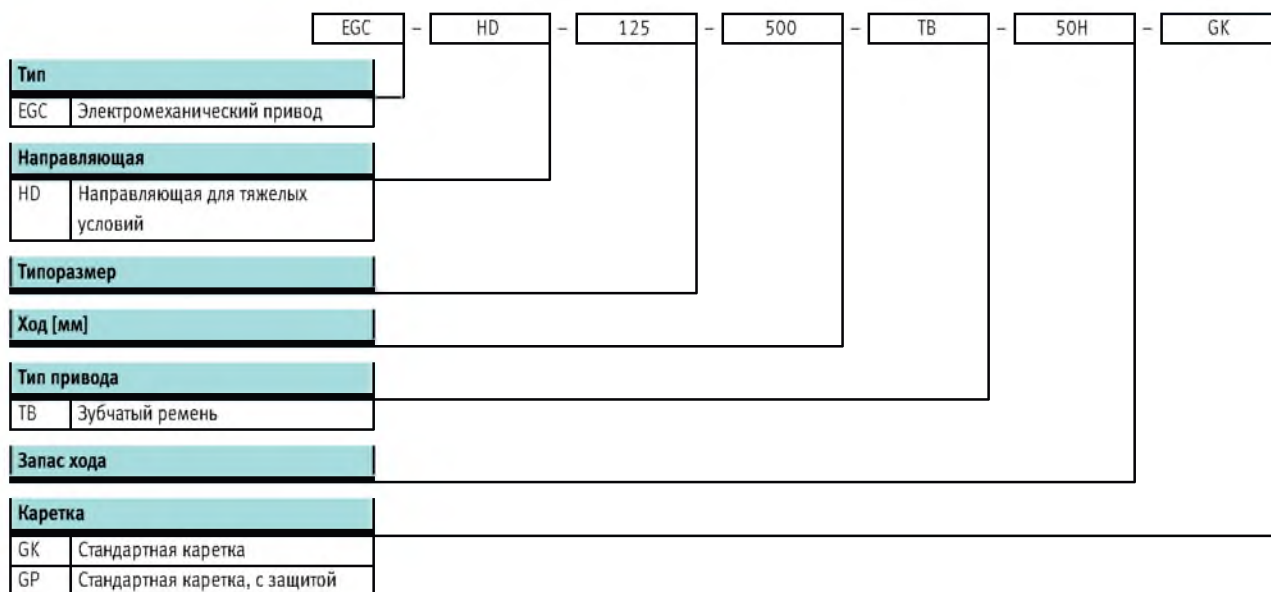 EGC – HD – 125 – 500 – TB – 50H – GK
Тип
EGC Электромеханический привод
Направляющая
HD Направляющая для тяжелых
условий
Типоразмер
Ход [мм]
Тип привода
TB Зубчатый ремень
Запас хода
Каретка
GK Стандартная каретка
GP Стандартная каретка, с защитой